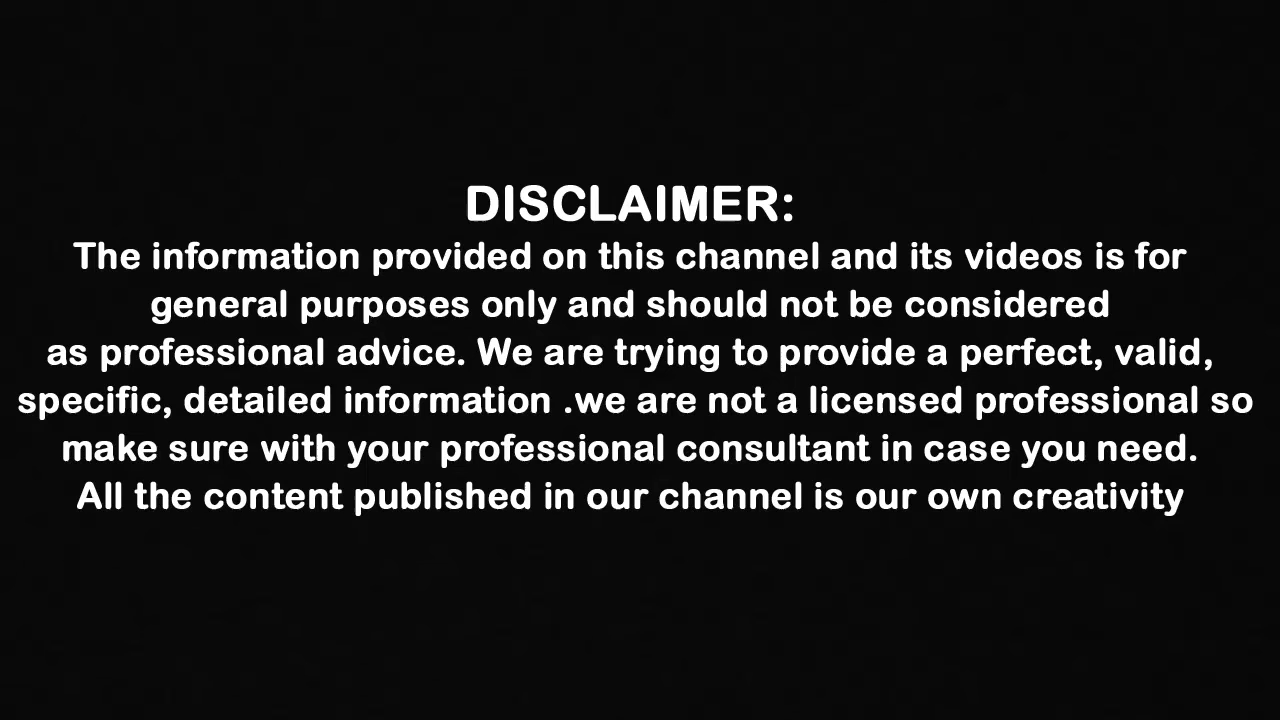 DISCLAIMER:
The information provided on this channel and its videos is for
general purposes only and should not be considered
as professional advice. We are trying to provide a perfect, valid,
specific, detailed information .we are not a licensed professional so
make sure with your professional consultant in case you need.
All the content published in our channel is our own creativity